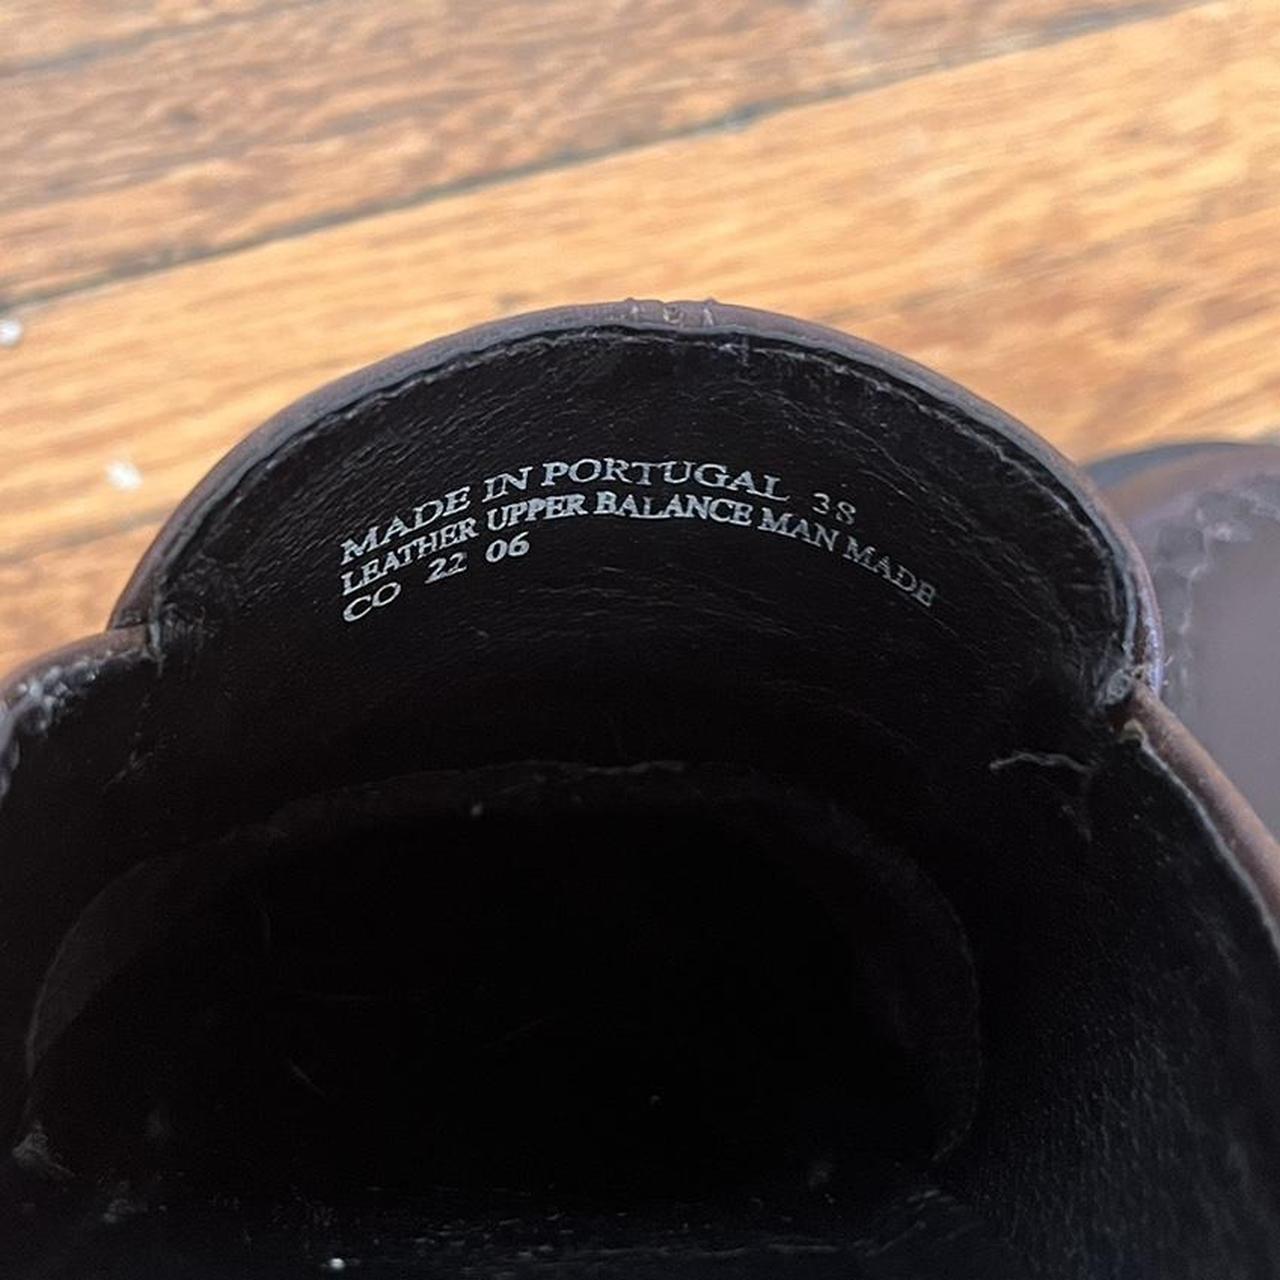 MADE IN PORTUGAL 38
LEATHER UPPER BALANCE MAN MADE
CO 22 06